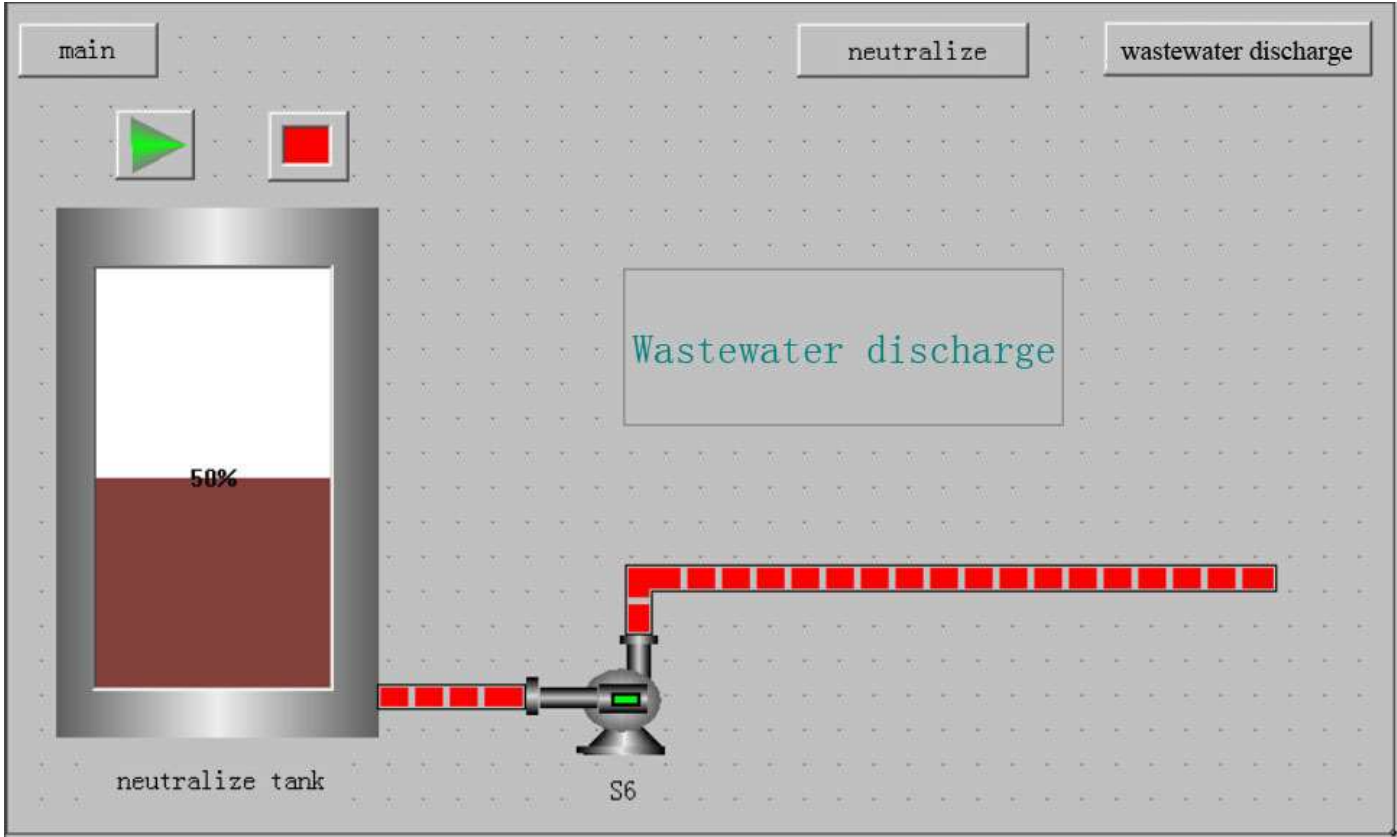 main
neutralize
wastewater discharge
Wastewater discharge
50%
neutralize tank
S6